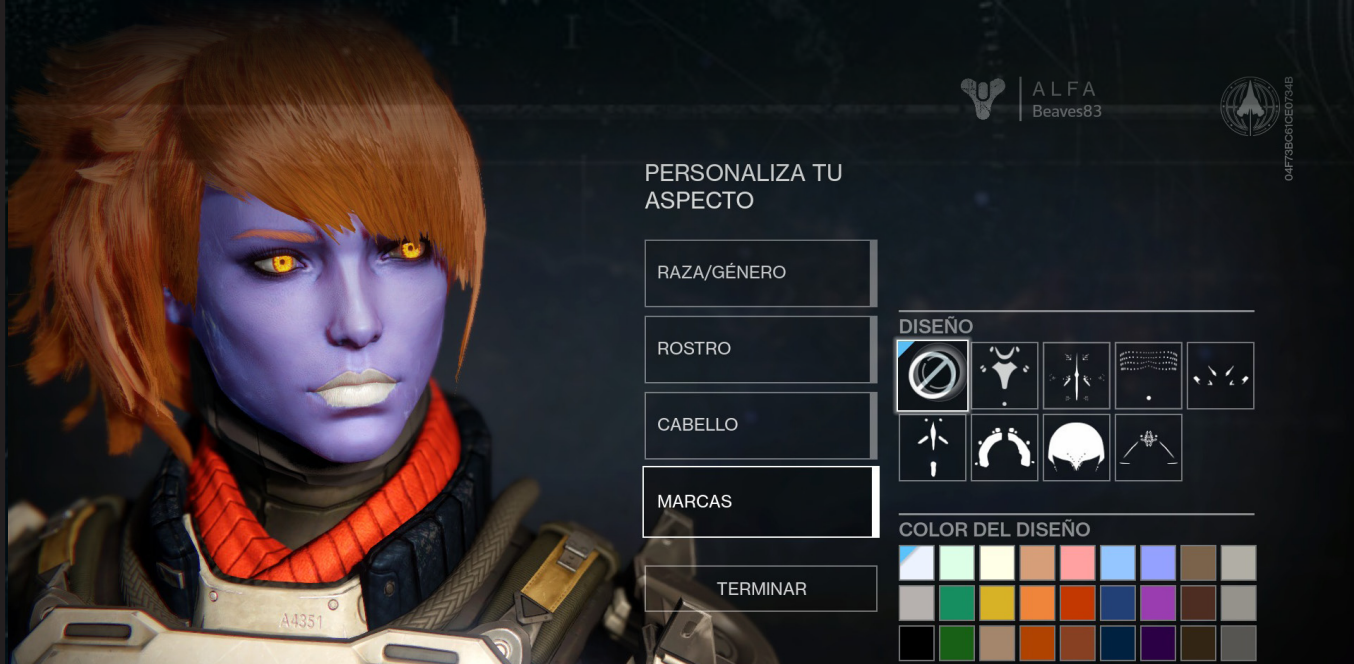 ALFA
Beaves83
04F73BC61CE0734B
PERSONALIZA TU
ASPECTO
RAZA/GÉNERO
ROSTRO
CABELLO
MARCAS
TERMINAR
DISEÑO
COLOR DEL DISEÑO
A4351